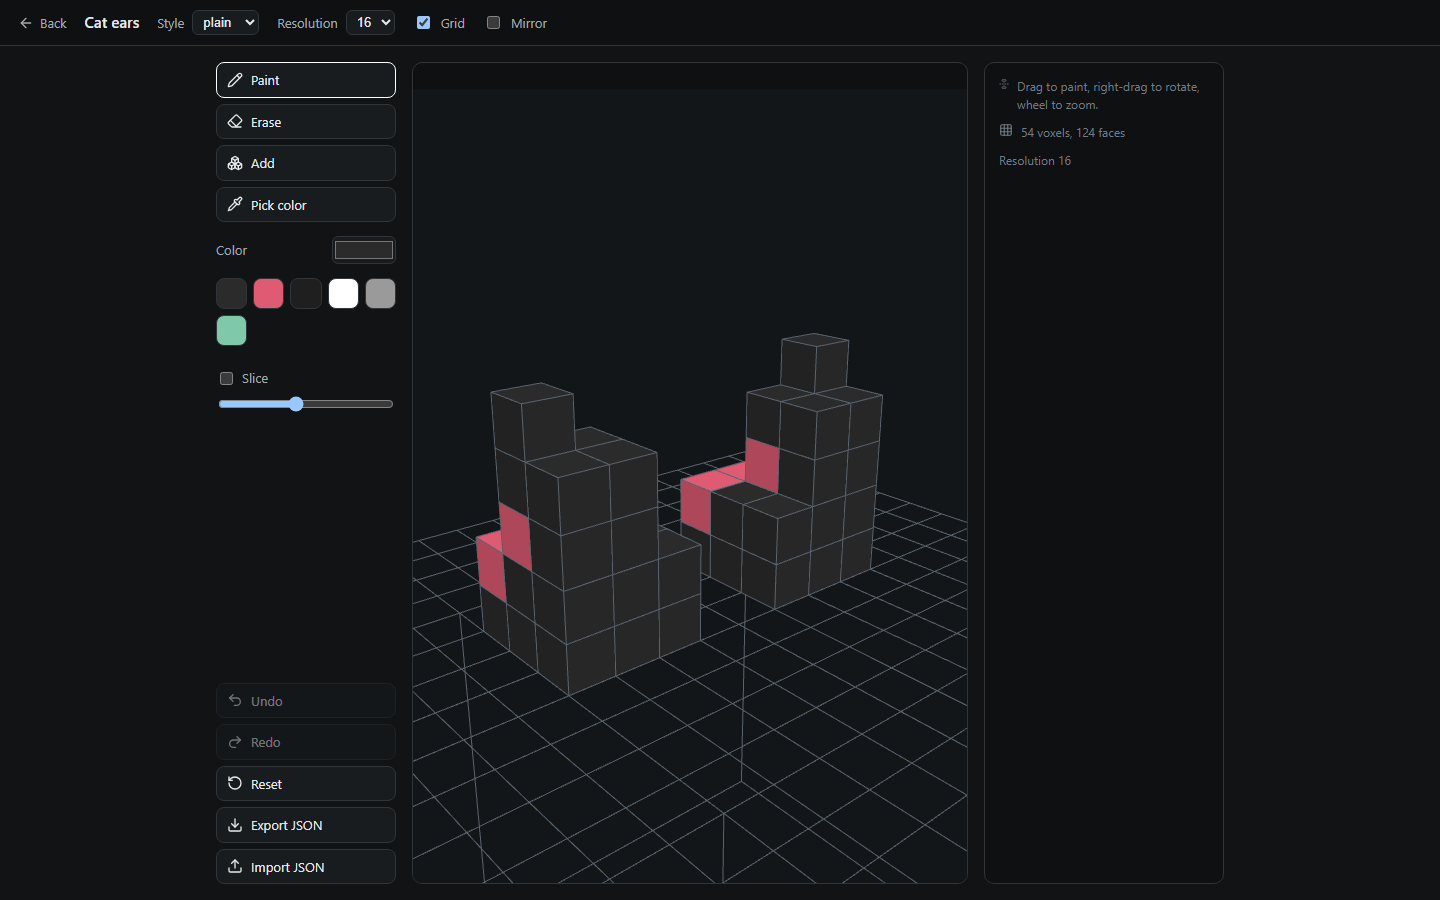 Back
Cat ears
Style
plain
Resolution
16
Grid
Mirror
Paint
Erase
Add
Pick color
Color
Slice
Undo
Redo
Reset
Export JSON
Import JSON
Drag to paint, right-drag to rotate,
wheel to zoom.
54 voxels, 124 faces
Resolution 16